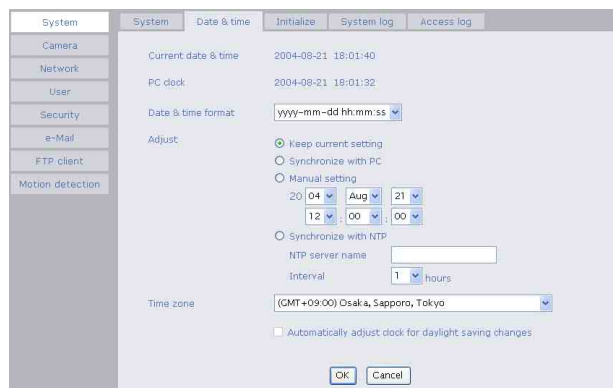 System
Camera
Network
User
Security
e-Mail
FTP client
Motion detection
System Date & time Initialize System log Access log
Current date & time 2004-08-21 18:01:40
PC clock 2004-08-21 18:01:32
Date & time format yyyy-mm-dd hh:mm:ss
Adjust
Keep current setting
Synchronize with PC
Manual setting
20 04 Aug 21
12 : 00 : 00
Synchronize with NTP
NTP server name
Interval 1 hours
Time zone (GMT+09:00) Osaka, Sapporo, Tokyo
Automatically adjust clock for daylight saving changes
OK Cancel